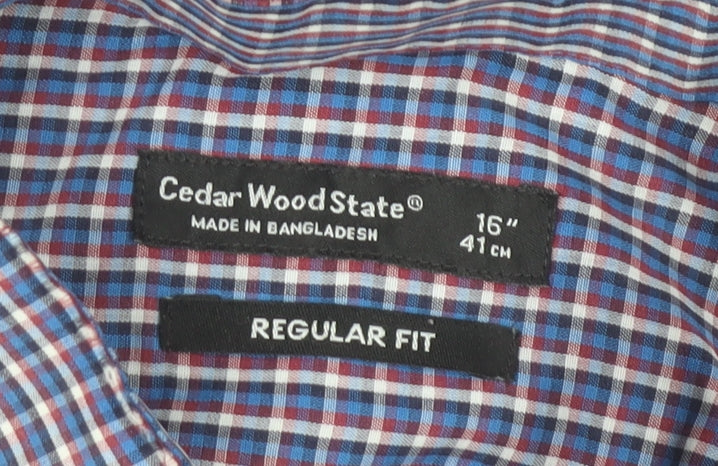 Cedar Wood State®
MADE IN BANGLADESH
16"
41 CM
REGULAR FIT